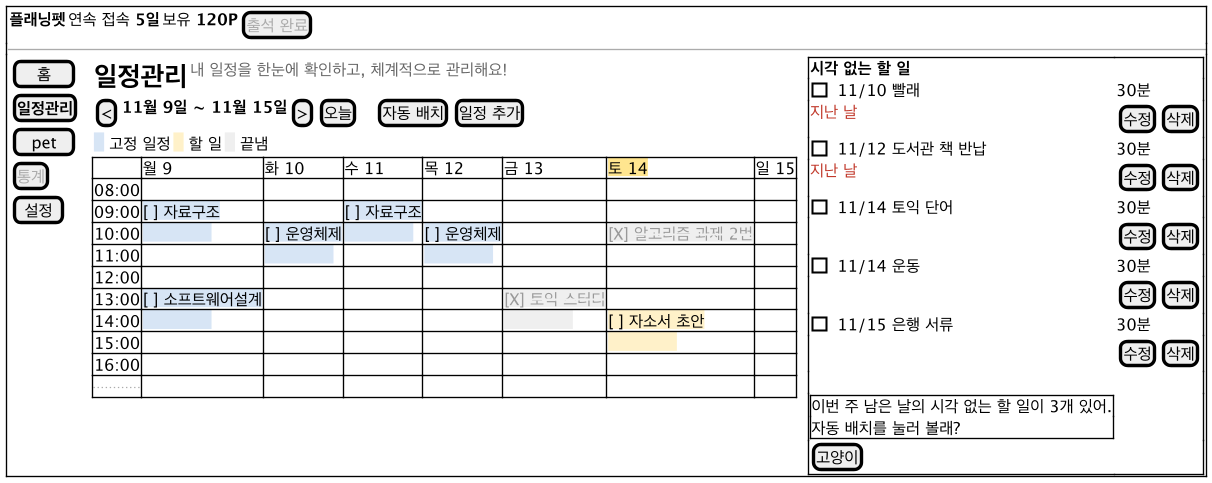 플래닝펫 연속 접속 5일 보유 120P 출석 완료
홈
일정관리
pet
통계
설정
일정관리 내 일정을 한눈에 확인하고, 체계적으로 관리해요!
< 11월 9일 ~ 11월 15일 > 오늘 자동 배치 일정 추가
고정 일정 할 일 끝냄
월 9 화 10 수 11 목 12 금 13 토 14 일 15
08:00
09:00 [ ] 자료구조 [ ] 자료구조
10:00 [ ] 운영체제 [ ] 운영체제 [X] 알고리즘 과제 2번
11:00
12:00
13:00 [ ] 소프트웨어설계 [X] 토익 스터디
14:00 [ ] 자소서 초안
15:00
16:00
시각 없는 할 일
11/10 빨래 30분
지난 날 수정 삭제
11/12 도서관 책 반납 30분
지난 날 수정 삭제
11/14 토익 단어 30분
수정 삭제
11/14 운동 30분
수정 삭제
11/15 은행 서류 30분
수정 삭제
이번 주 남은 날의 시각 없는 할 일이 3개 있어.
자동 배치를 눌러 볼래?
고양이